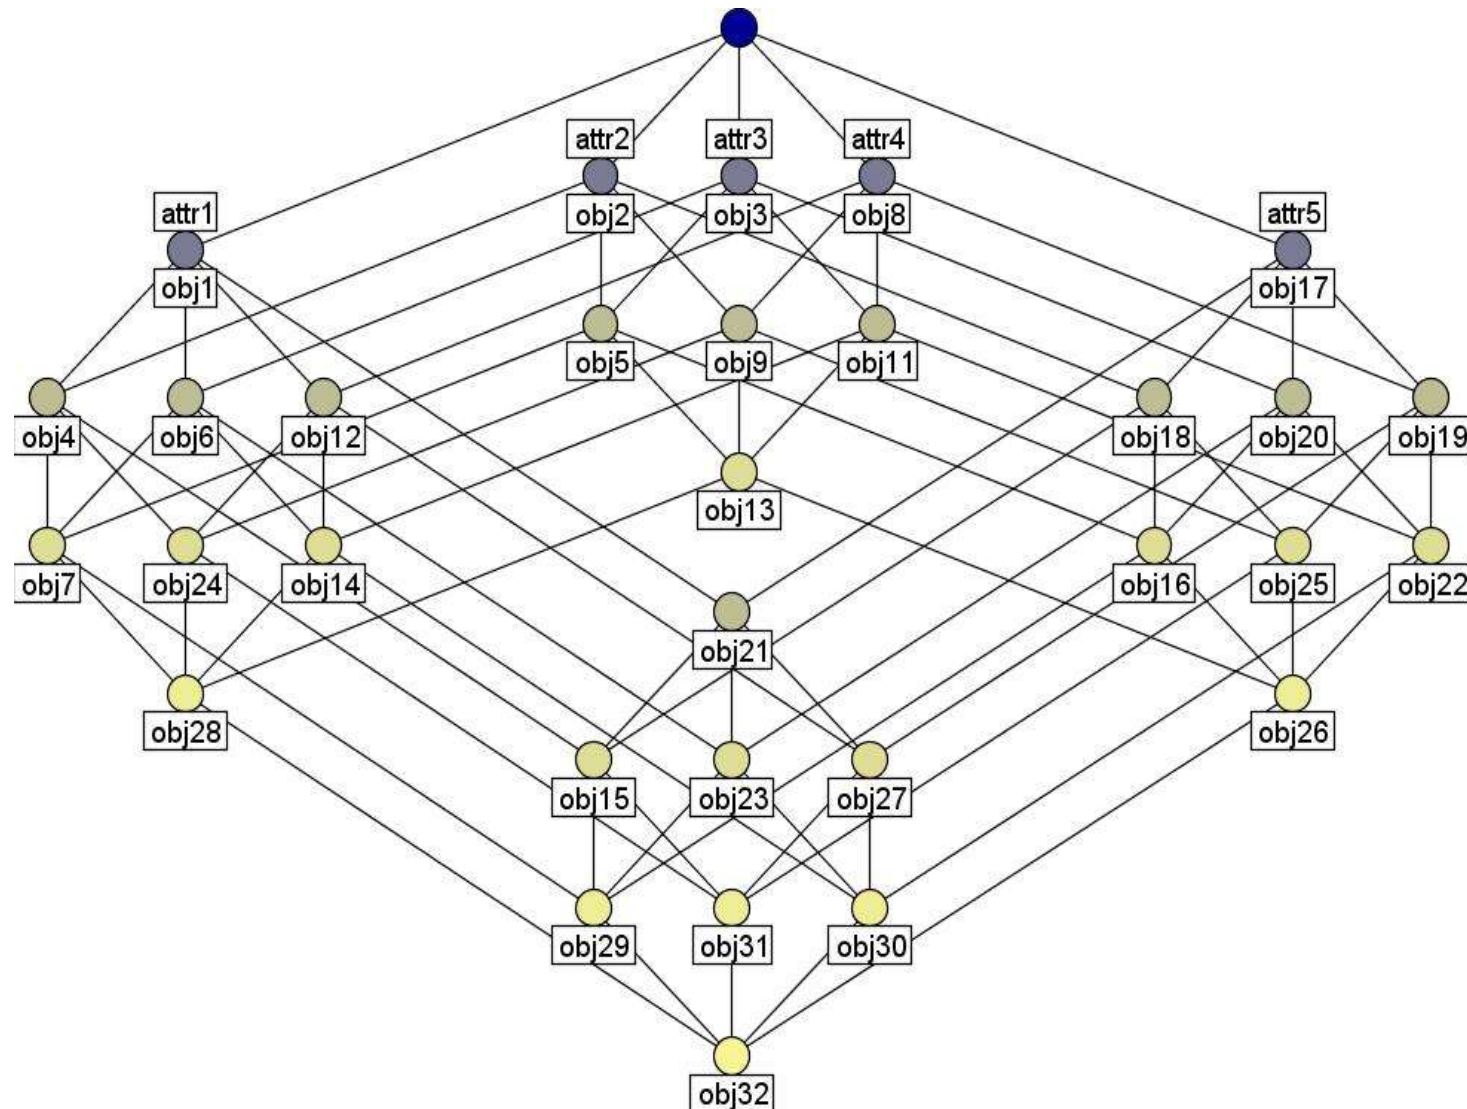 attr2 attr3 attr4
attr1 attr5
obj2 obj3 obj8
obj1 obj17
obj5 obj9 obj11
obj4 obj6 obj12 obj18 obj20 obj19
obj13
obj7 obj24 obj14 obj16 obj25 obj22
obj21
obj28 obj26
obj15 obj23 obj27
obj29 obj31 obj30
obj32